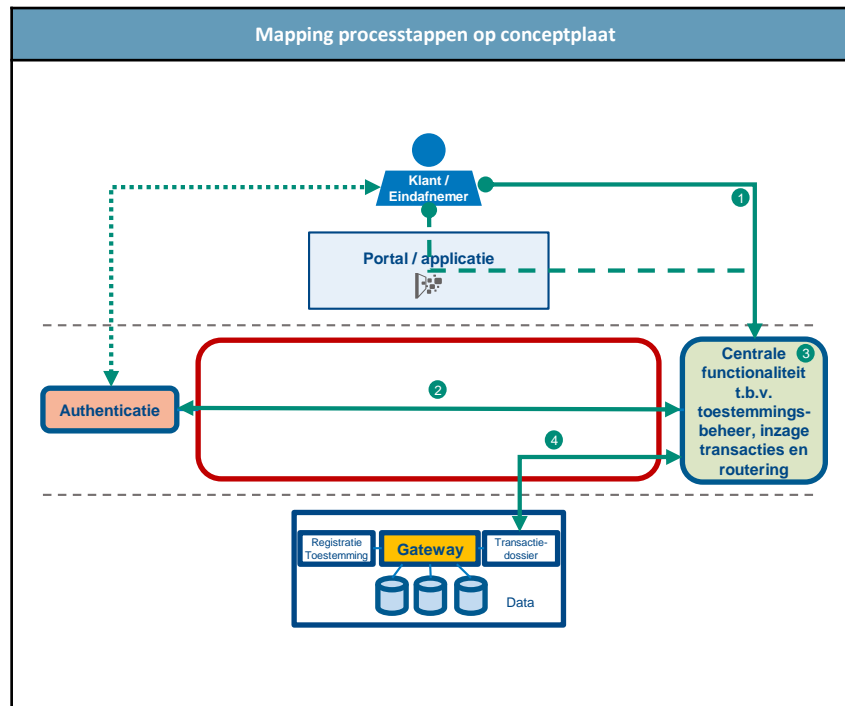 Mapping processtappen op conceptplaat
Klant /
Eindafnemer
1
Portal / applicatie
Centrale
3
functionaliteit
t.b.v.
toestemmings-
beheer, inzage
transacties en
routering
2
Authenticatie
4
Registratie
Toestemming
Gateway
Transactie-
dossier
Data